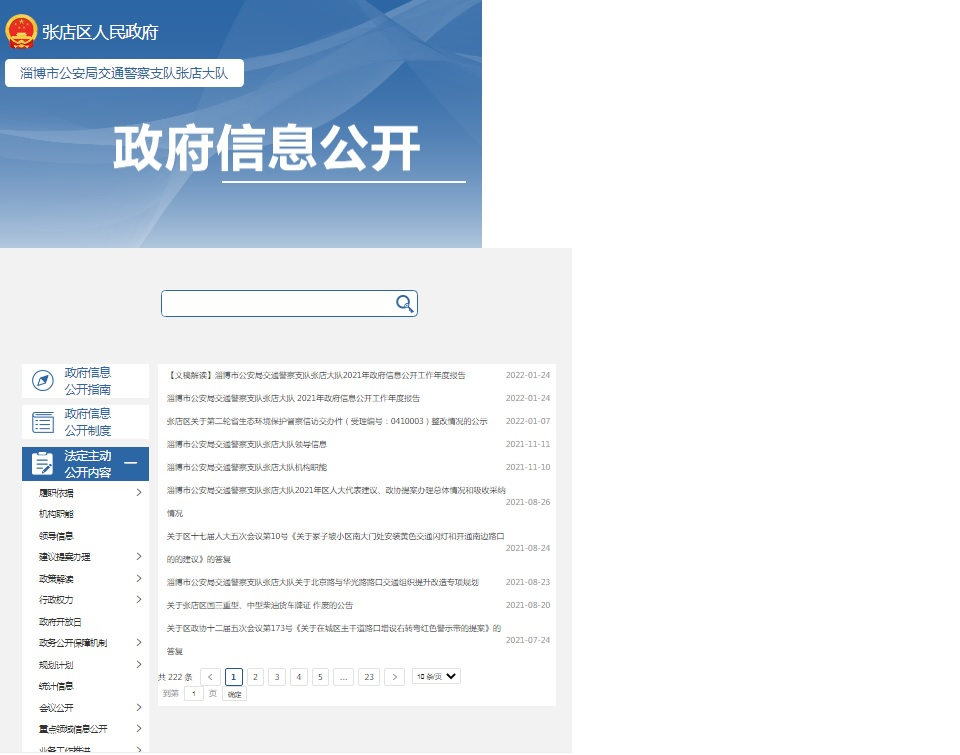 张店区人民政府
淄博市公安局交通警察支队张店大队
政府信息公开
政府信息
公开指南
政府信息
公开制度
法定主动
公开内容
履职依据
机构职能
领导信息
建议提案办理
政策解读
行政权力
政府开放日
政务公开保障机制
规划计划
统计信息
会议公开
重点领域信息公开
业务工作推进
【文稿解读】淄博市公安局交通警察支队张店大队2021年政府信息公开工作年度报告 2022-01-24
淄博市公安局交通警察支队张店大队 2021年政府信息公开工作年度报告 2022-01-24
张店区关于第二轮省生态环境保护督察信访交办件（受理编号：0410003）整改情况的公示 2022-01-07
淄博市公安局交通警察支队张店大队领导信息 2021-11-11
淄博市公安局交通警察支队张店大队机构职能 2021-11-10
淄博市公安局交通警察支队张店大队2021年区人大代表建议、政协提案办理总体情况和吸收采纳
情况 2021-08-26
关于区十七届人大五次会议第10号《关于冢子坡小区南大门处安装黄色交通闪灯和开通南边路口
的的建议》的答复 2021-08-24
淄博市公安局交通警察支队张店大队关于北京路与华光路路口交通组织提升改造专项规划 2021-08-23
关于张店区国三重型、中型柴油货车牌证 作废的公告 2021-08-20
关于区政协十二届五次会议第173号《关于在城区主干道路口增设右转弯红色警示带的提案》的
答复 2021-07-24
共 222 条 1 2 3 4 5 … 23 10 条/页
到第 1 页 确定